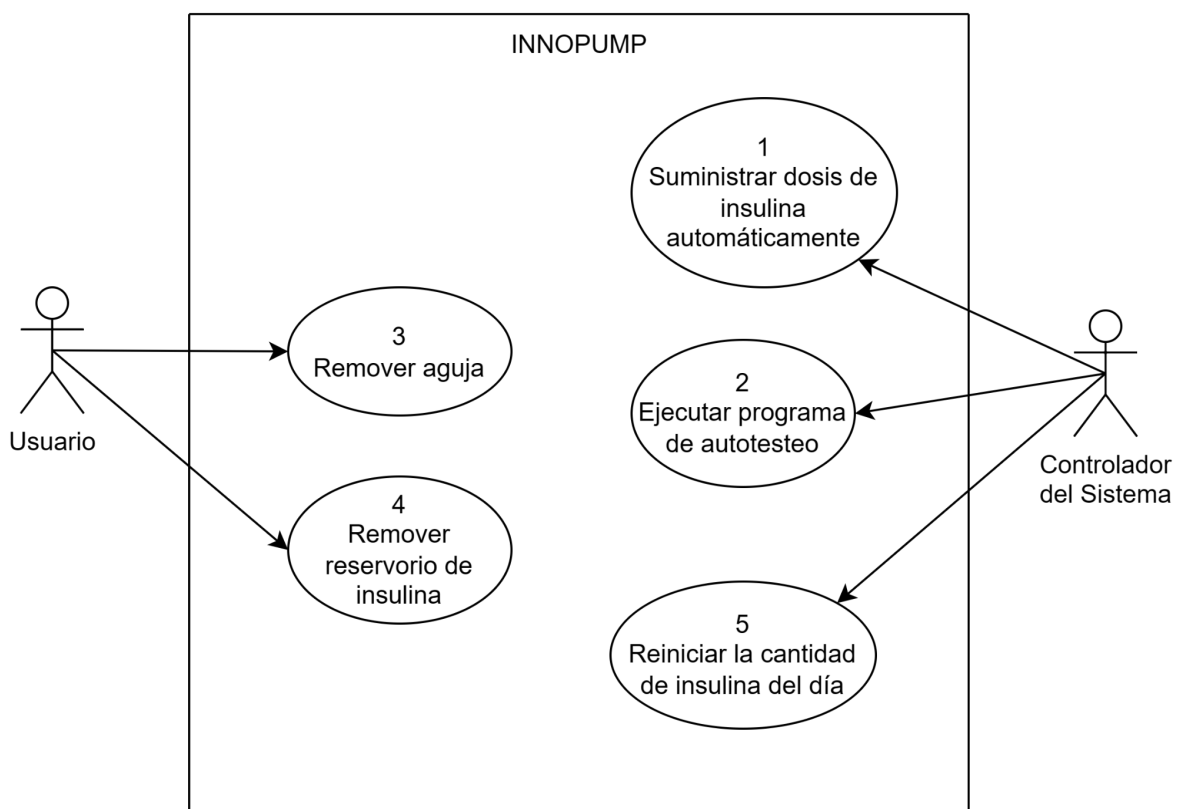 INNOPUMP
1
Suministrar dosis de
insulina
automáticamente
3
Remover aguja
2
Ejecutar programa
de autotesteo
Usuario
Controlador
del Sistema
4
Remover
reservorio de
insulina
5
Reiniciar la cantidad
de insulina del día